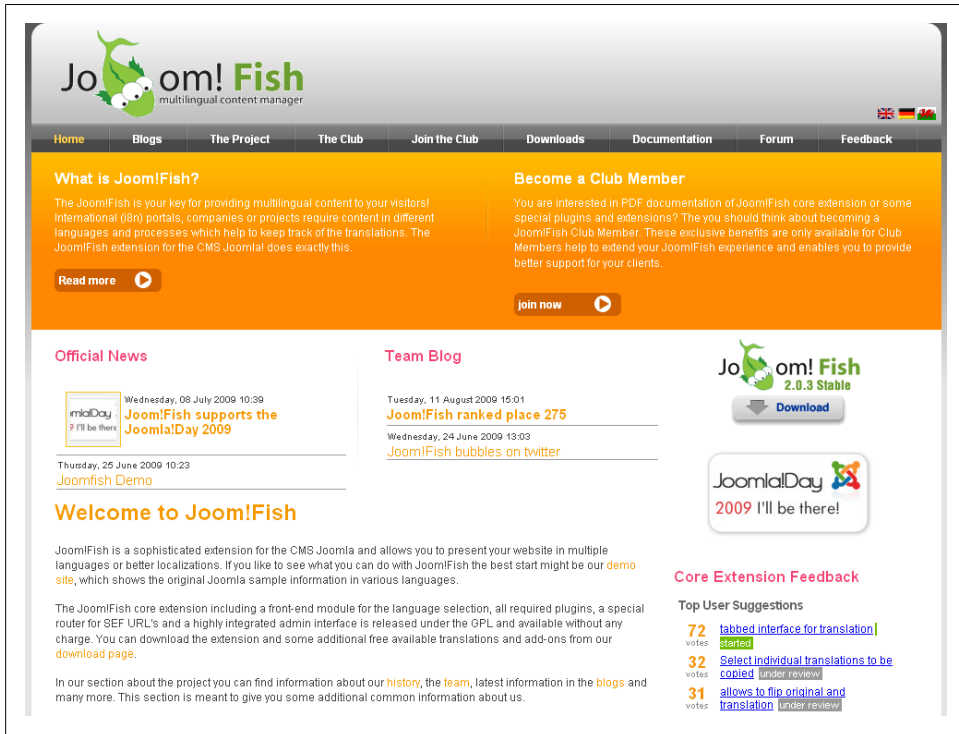 Joom! Fish
multilingual content manager
Home Blogs The Project The Club Join the Club Downloads Documentation Forum Feedback
What is Joom!Fish?
The Joom!Fish is your key for providing multilingual content to your visitors!
International (i8n) portals, companies or projects require content in different
languages and processes which help to keep track of the translations. The
Joom!Fish extension for the CMS Joomla! does exactly this.
Read more
Become a Club Member
You are interested in PDF documentation of Joom!Fish core extension or some
special plugins and extensions? The you should think about becoming a
Joom!Fish Club Member. These exclusive benefits are only available for Club
Members help to extend your Joom!Fish experience and enables you to provide
better support for your clients.
join now
Official News
mlaDay
I'll be there
Wednesday, 08 July 2009 10:39
Joom!Fish supports the
Joomla!Day 2009
Thursday, 25 June 2009 10:23
Joomfish Demo
Team Blog
Tuesday, 11 August 2009 15:01
Joom!Fish ranked place 275
Wednesday, 24 June 2009 13:03
Joom!Fish bubbles on twitter
Joom! Fish
2.0.3 Stable
Download
Joomla!Day
2009 I'll be there!
Welcome to Joom!Fish
Joom!Fish is a sophisticated extension for the CMS Joomla and allows you to present your website in multiple
languages or better localizations. If you like to see what you can do with Joom!Fish the best start might be our demo
site, which shows the original Joomla sample information in various languages.
The Joom!Fish core extension including a front-end module for the language selection, all required plugins, a special
router for SEF URL's and a highly integrated admin interface is released under the GPL and available without any
charge. You can download the extension and some additional free available translations and add-ons from our
download page.
In our section about the project you can find information about our history, the team, latest information in the blogs and
many more. This section is meant to give you some additional common information about us.
Core Extension Feedback
Top User Suggestions
72 votes tabbed interface for translation
started
32 votes Select individual translations to be
copied under review
31 votes allows to flip original and
translation under review